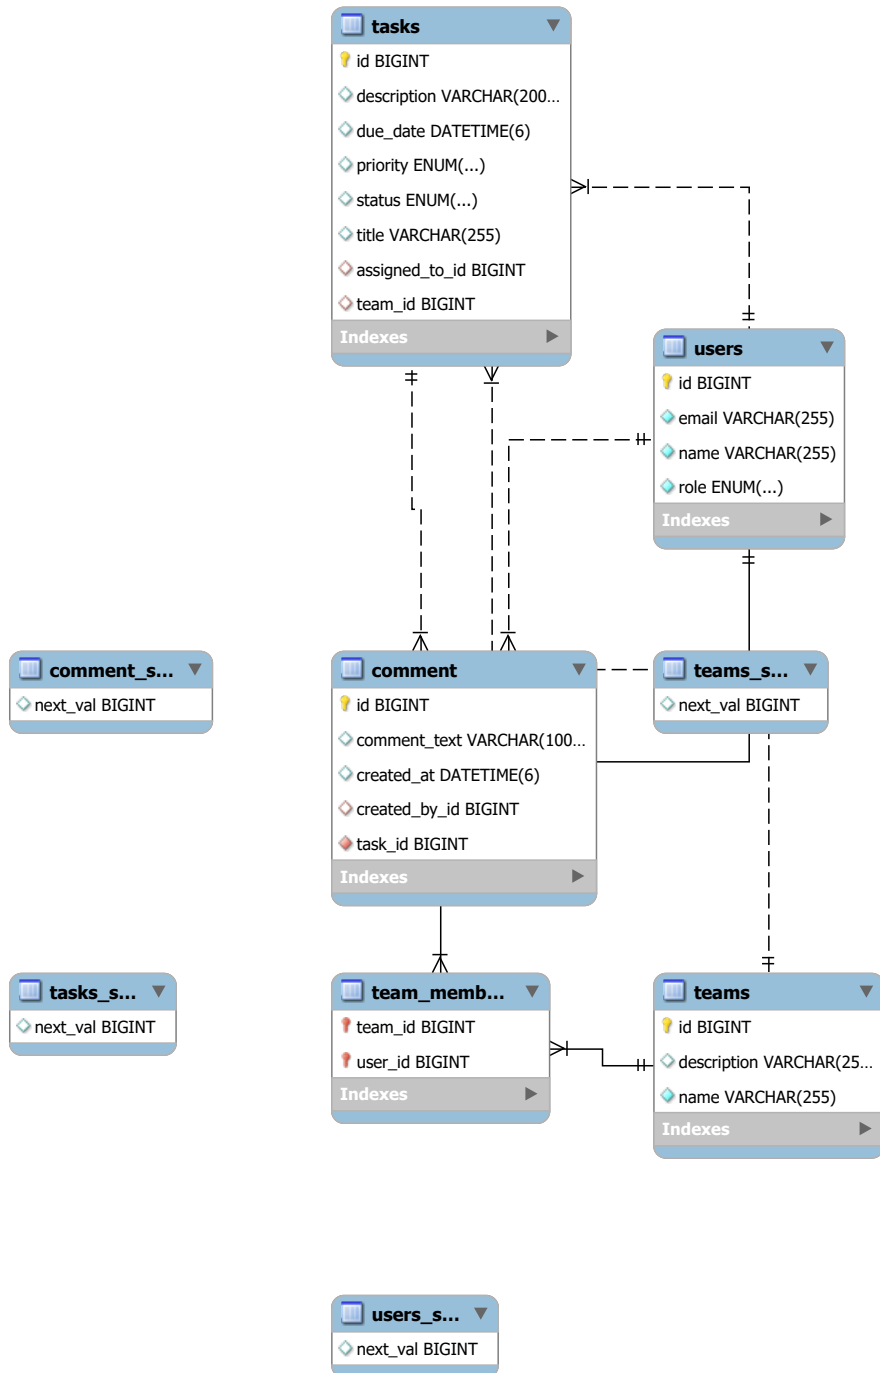 tasks
id BIGINT
description VARCHAR(200...
due_date DATETIME(6)
priority ENUM(...)
status ENUM(...)
title VARCHAR(255)
assigned_to_id BIGINT
team_id BIGINT
Indexes
users
id BIGINT
email VARCHAR(255)
name VARCHAR(255)
role ENUM(...)
Indexes
comment_s...
next_val BIGINT
comment
id BIGINT
comment_text VARCHAR(100...
created_at DATETIME(6)
created_by_id BIGINT
task_id BIGINT
Indexes
teams_s...
next_val BIGINT
tasks_s...
next_val BIGINT
team_memb...
team_id BIGINT
user_id BIGINT
Indexes
teams
id BIGINT
description VARCHAR(25...
name VARCHAR(255)
Indexes
users_s...
next_val BIGINT